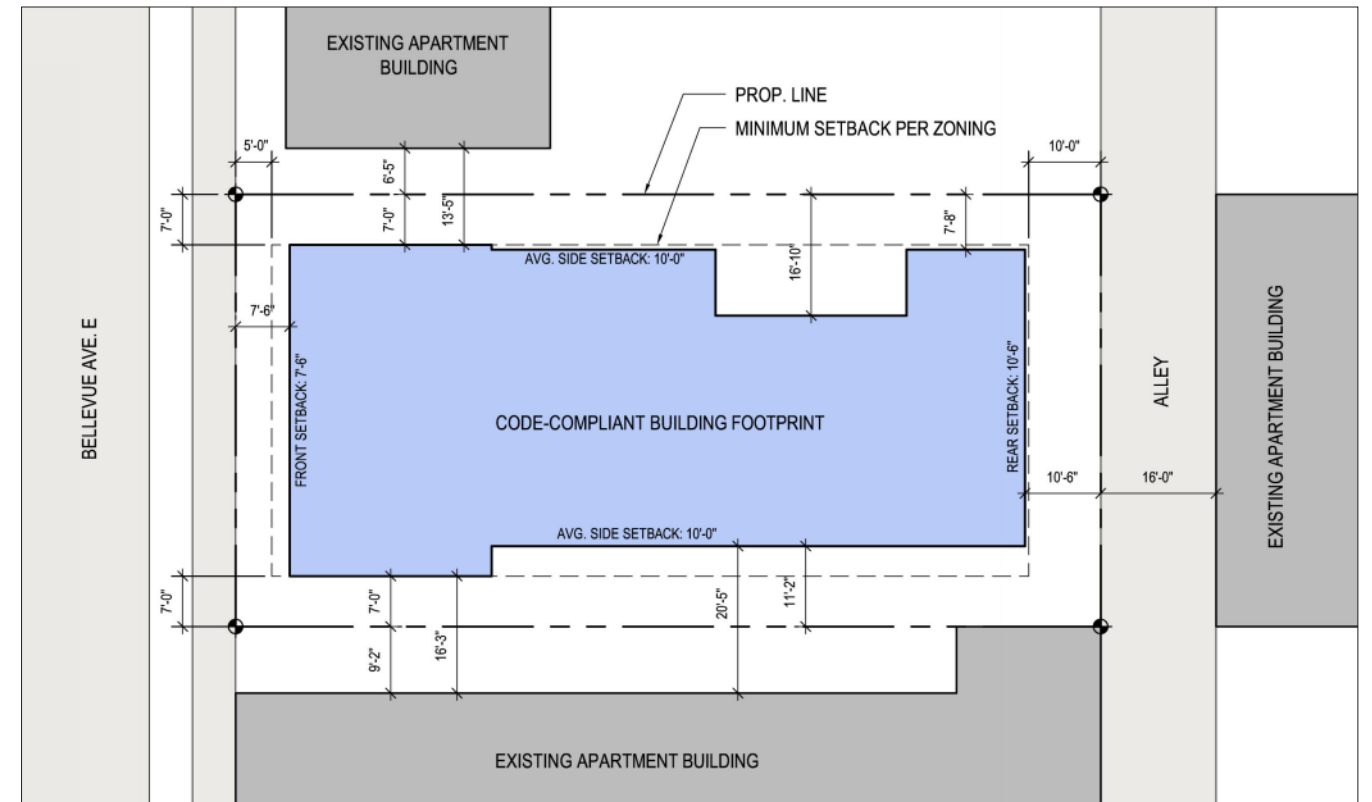 EXISTING APARTMENT
BUILDING
PROP. LINE
MINIMUM SETBACK PER ZONING
5'-0"
10'-0"
6'-5"
7'-0"
7'-0"
13'-5"
7'-8"
16'-10"
AVG. SIDE SETBACK: 10'-0"
7'-6"
BELLEVUE AVE. E
FRONT SETBACK: 7'-6"
CODE-COMPLIANT BUILDING FOOTPRINT
REAR SETBACK: 10'-6"
ALLEY
EXISTING APARTMENT BUILDING
10'-6"
16'-0"
AVG. SIDE SETBACK: 10'-0"
7'-0"
7'-0"
9'-2"
16'-3"
20'-5"
11'-2"
EXISTING APARTMENT BUILDING